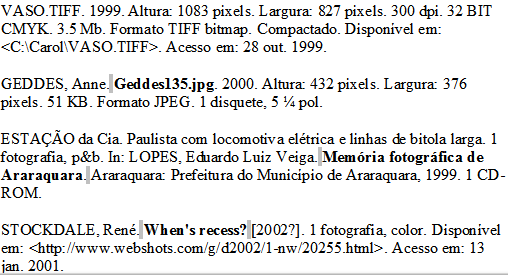 VASO.TIFF. 1999. Altura: 1083 pixels. Largura: 827 pixels. 300 dpi. 32 BIT
CMYK. 3.5 Mb. Formato TIFF bitmap. Compactado. Disponivel em:
<C:\Carol\VASO.TIFF>. Acesso em: 28 out. 1999.
GEDDES, Anne. Geddes135.jpg. 2000. Altura: 432 pixels. Largura: 376
pixels. 51 KB. Formato JPEG. 1 disquete, 5 ¼ pol.
ESTAÇÃO da Cia. Paulista com locomotiva elétrica e linhas de bitola larga. 1
fotografia, p&b. In: LOPES, Eduardo Luiz Veiga. Memória fotográfica de
Araraquara. Araraquara: Prefeitura do Municipio de Araraquara, 1999. 1 CD-
ROM.
STOCKDALE, René. When's recess? [2002?]. 1 fotografia, color. Disponível
em: <http://www.webshots.com/g/d2002/1-nw/20255.html>. Acesso em: 13
jan. 2001.